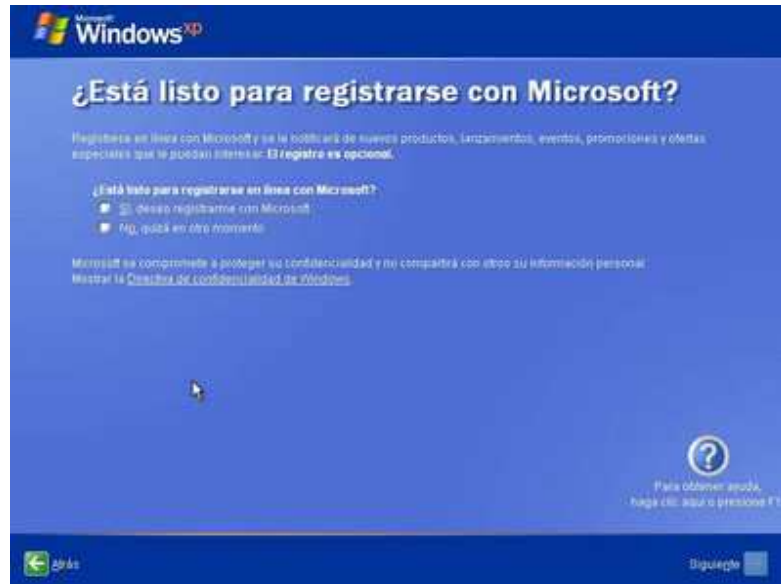 Microsoft
Windows xp
¿Está listo para registrarse con Microsoft?
Regístrese en línea con Microsoft y se le notificará de nuevos productos, lanzamientos, eventos, promociones y ofertas
especiales que le puedan interesar. El registro es opcional.
¿Está listo para registrarse en línea con Microsoft?
Sí, deseo registrarme con Microsoft
No, quizá en otro momento
Microsoft se compromete a proteger su confidencialidad y no compartirá con otros su información personal.
Mostrar la Directiva de confidencialidad de Windows.
?
Para obtener ayuda,
haga clic aquí o presione F1
Atrás
Siguiente